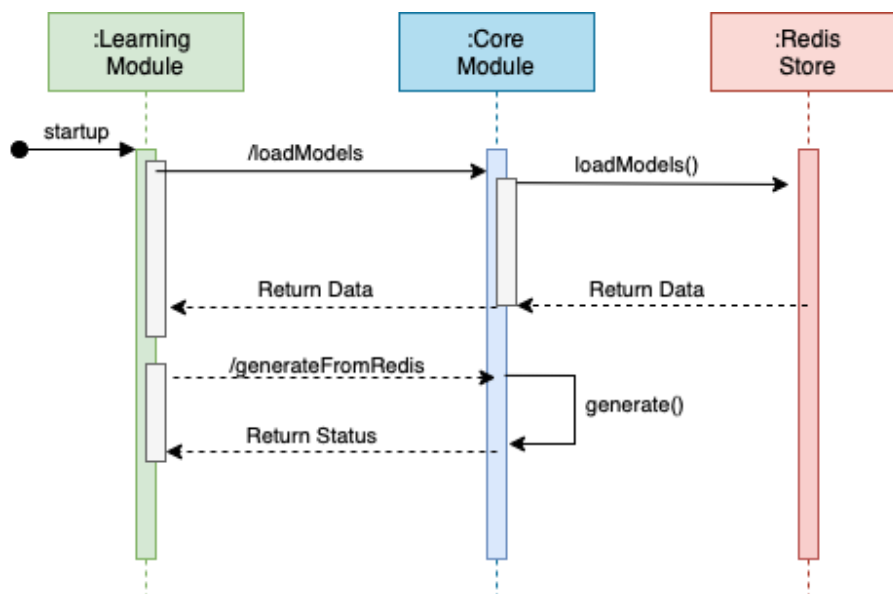 :Learning
Module
:Core
Module
:Redis
Store
startup
/loadModels
loadModels()
Return Data
Return Data
/generateFromRedis
generate()
Return Status